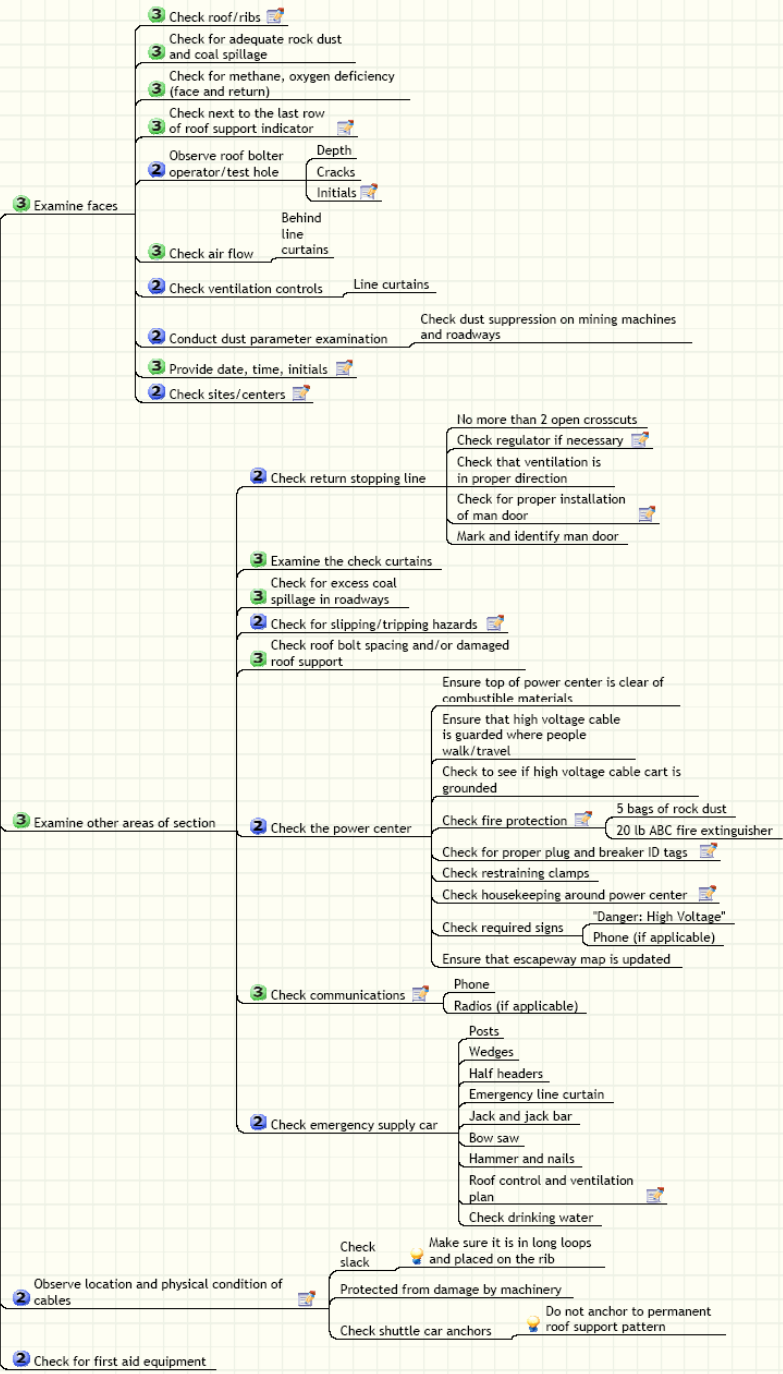 3 Check roof/ribs
Check for adequate rock dust
3 and coal spillage
Check for methane, oxygen deficiency
3 (face and return)
Check next to the last row
3 of roof support indicator
Observe roof bolter
2 operator/test hole
Depth
Cracks
Initials
3 Examine faces
Behind
line
curtains
3 Check air flow
2 Check ventilation controls
Line curtains
Check dust suppression on mining machines
and roadways
2 Conduct dust parameter examination
3 Provide date, time, initials
2 Check sites/centers
No more than 2 open crosscuts
Check regulator if necessary
Check that ventilation is
in proper direction
2 Check return stopping line
Check for proper installation
of man door
Mark and identify man door
3 Examine the check curtains
Check for excess coal
3 spillage in roadways
2 Check for slipping/tripping hazards
Check roof bolt spacing and/or damaged
3 roof support
Ensure top of power center is clear of
combustible materials
Ensure that high voltage cable
is guarded where people
walk/travel
Check to see if high voltage cable cart is
grounded
3 Examine other areas of section
2 Check the power center
Check fire protection
5 bags of rock dust
20 lb ABC fire extinguisher
Check for proper plug and breaker ID tags
Check restraining clamps
Check housekeeping around power center
Check required signs
"Danger: High Voltage"
Phone (if applicable)
Ensure that escapeway map is updated
3 Check communications
Phone
Radios (if applicable)
Posts
Wedges
Half headers
Emergency line curtain
2 Check emergency supply car
Jack and jack bar
Bow saw
Hammer and nails
Roof control and ventilation
plan
Check drinking water
Observe location and physical condition of
2 cables
Check
slack
Make sure it is in long loops
and placed on the rib
Protected from damage by machinery
Check shuttle car anchors
Do not anchor to permanent
roof support pattern
2 Check for first aid equipment